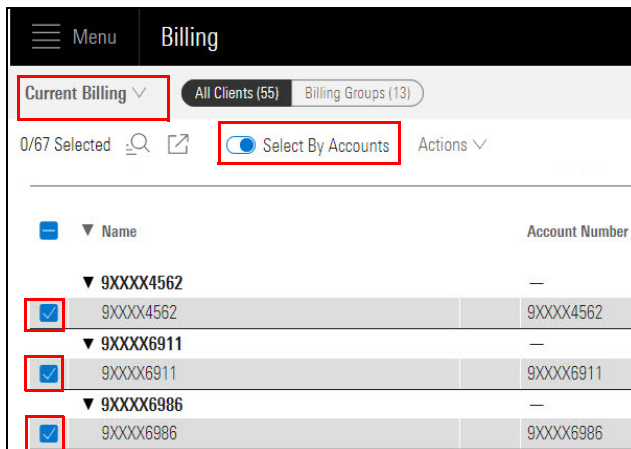 Menu Billing
Current Billing All Clients (55) Billing Groups (13)
0/67 Selected Select By Accounts Actions
Name Account Number
9XXXX4562 —
9XXXX4562 9XXXX4562
9XXXX6911 —
9XXXX6911 9XXXX6911
9XXXX6986 —
9XXXX6986 9XXXX6986